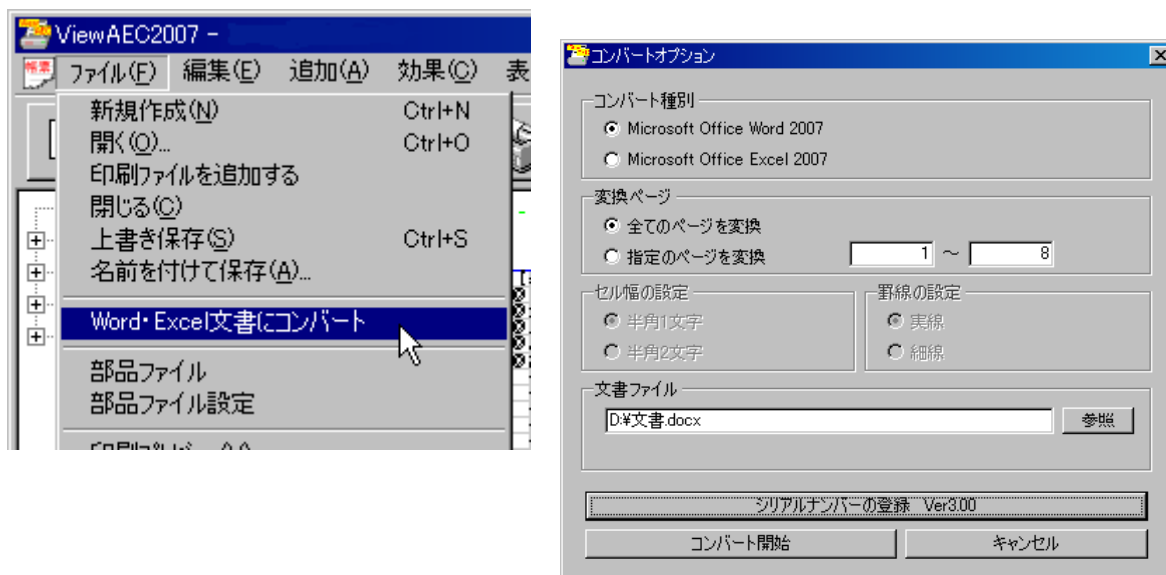 ViewAEC2007 -
帳票 ファイル(F) 編集(E) 追加(A) 効果(C) 表
新規作成(N) Ctrl+N
開く(O)... Ctrl+O
印刷ファイルを追加する
閉じる(C)
上書き保存(S) Ctrl+S
名前を付けて保存(A)...
Word・Excel文書にコンバート
部品ファイル
部品ファイル設定
コンバートオプション
コンバート種別
Microsoft Office Word 2007
Microsoft Office Excel 2007
変換ページ
全てのページを変換
指定のページを変換 1 ～ 8
セル幅の設定 罫線の設定
半角1文字 実線
半角2文字 細線
文書ファイル
D:¥文書.docx 参照
シリアルナンバーの登録 Ver3.00
コンバート開始 キャンセル